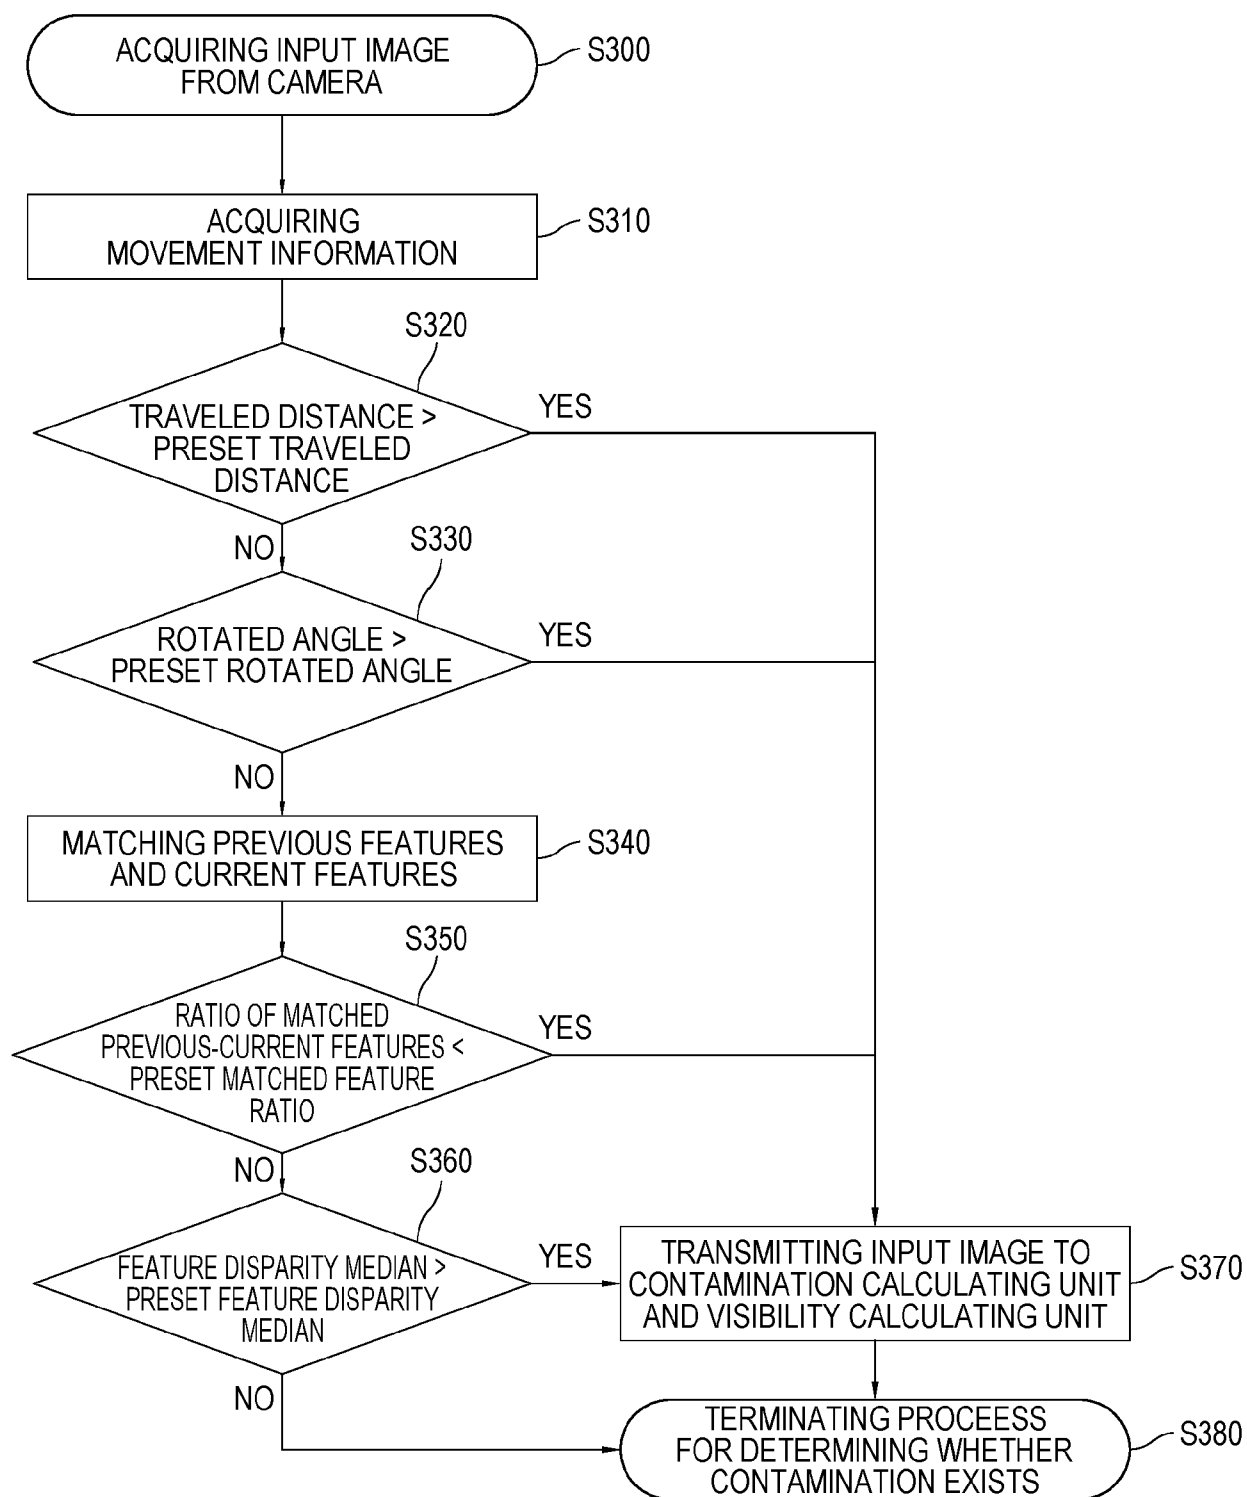 ACQUIRING INPUT IMAGE
FROM CAMERA
S300
ACQUIRING
MOVEMENT INFORMATION
S310
S320
TRAVELED DISTANCE >
PRESET TRAVELED
DISTANCE
YES
NO
S330
ROTATED ANGLE >
PRESET ROTATED ANGLE
YES
NO
MATCHING PREVIOUS FEATURES
AND CURRENT FEATURES
S340
S350
RATIO OF MATCHED
PREVIOUS-CURRENT FEATURES <
PRESET MATCHED FEATURE
RATIO
YES
NO
S360
FEATURE DISPARITY MEDIAN >
PRESET FEATURE DISPARITY
MEDIAN
YES
NO
TRANSMITTING INPUT IMAGE TO
CONTAMINATION CALCULATING UNIT
AND VISIBILITY CALCULATING UNIT
S370
TERMINATING PROCEESS
FOR DETERMINING WHETHER
CONTAMINATION EXISTS
S380